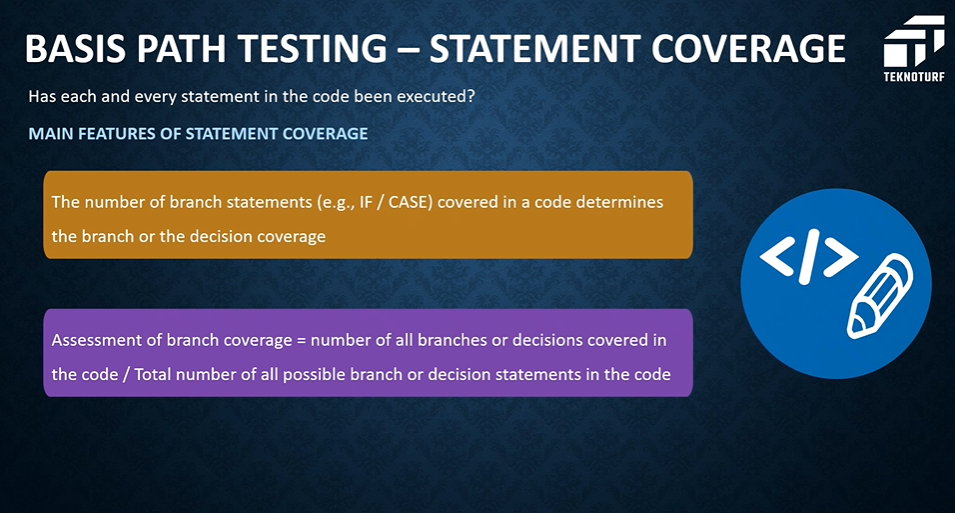 BASIS PATH TESTING – STATEMENT COVERAGE
TEKNOTURF
Has each and every statement in the code been executed?
MAIN FEATURES OF STATEMENT COVERAGE
The number of branch statements (e.g., IF / CASE) covered in a code determines
the branch or the decision coverage
</>
Assessment of branch coverage = number of all branches or decisions covered in
the code / Total number of all possible branch or decision statements in the code